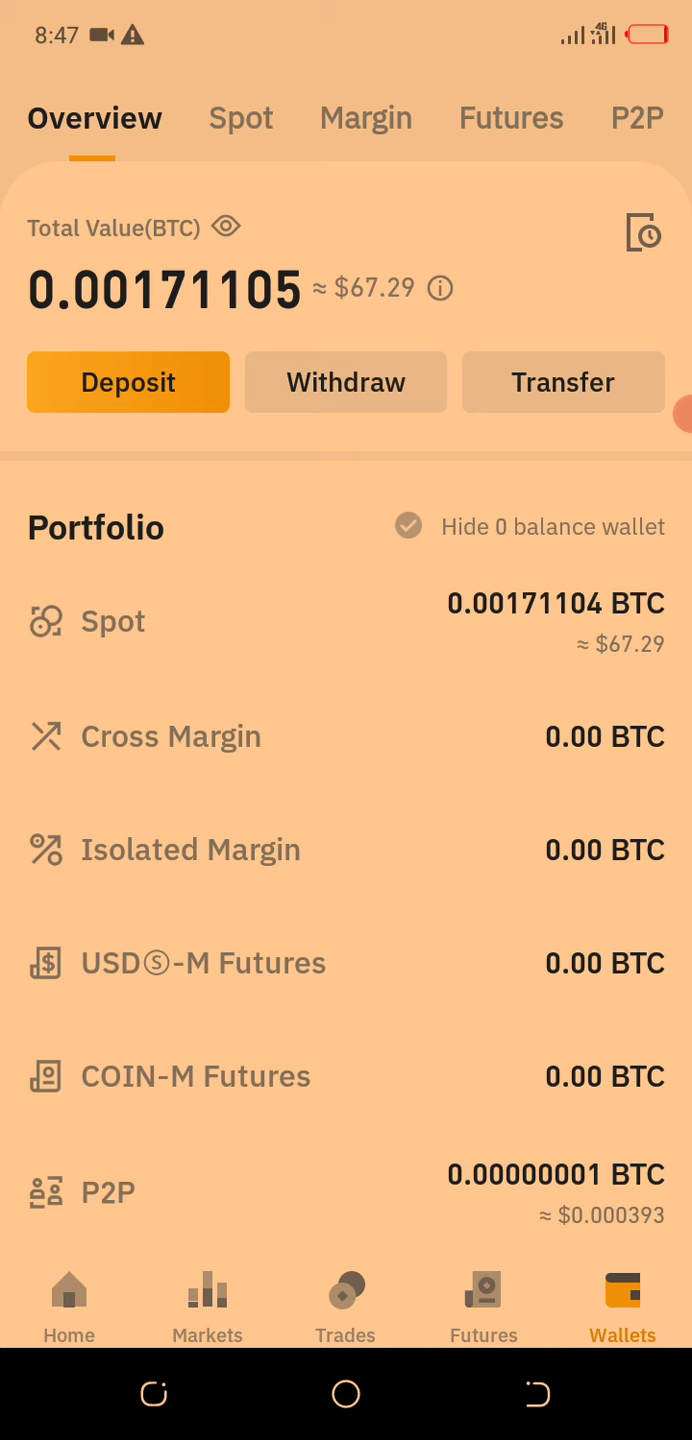 8:47 4G
Overview Spot Margin Futures P2P
Total Value(BTC)
0.00171105 ≈ $67.29
Deposit Withdraw Transfer
Portfolio Hide 0 balance wallet
Spot 0.00171104 BTC
≈ $67.29
Cross Margin 0.00 BTC
Isolated Margin 0.00 BTC
USDⓈ-M Futures 0.00 BTC
COIN-M Futures 0.00 BTC
P2P 0.00000001 BTC
≈ $0.000393
Home Markets Trades Futures Wallets